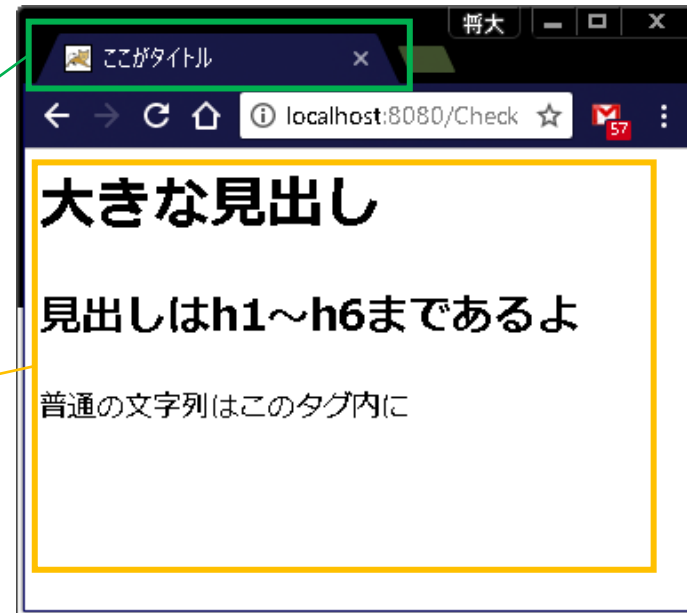 将大
ここがタイトル
localhost:8080/Check
57
大きな見出し
見出しはh1～h6まであるよ
普通の文字列はこのタグ内に